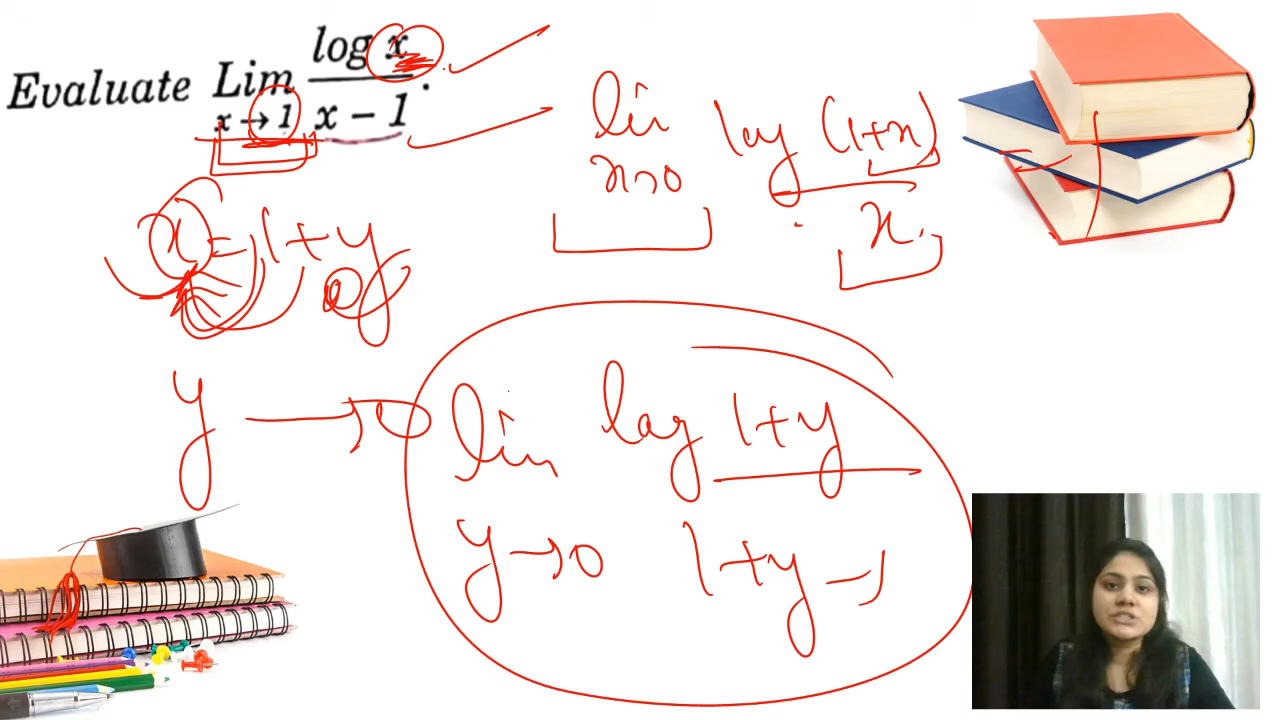 Evaluate Lim x→1 log x / x − 1 .
lim x→0 log (1+x) / x
x = 1+y
y → 0
lim y→0 log 1+y / 1+y−1